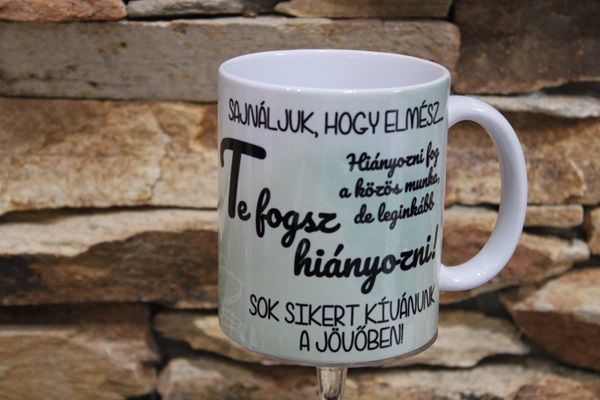 SAJNÁLJUK, HOGY ELMÉSZ...
Hiányozni fog
a közös munka,
de leginkább
Te fogsz
hiányozni!
SOK SIKERT KÍVÁNUNK
A JÖVŐBEN!